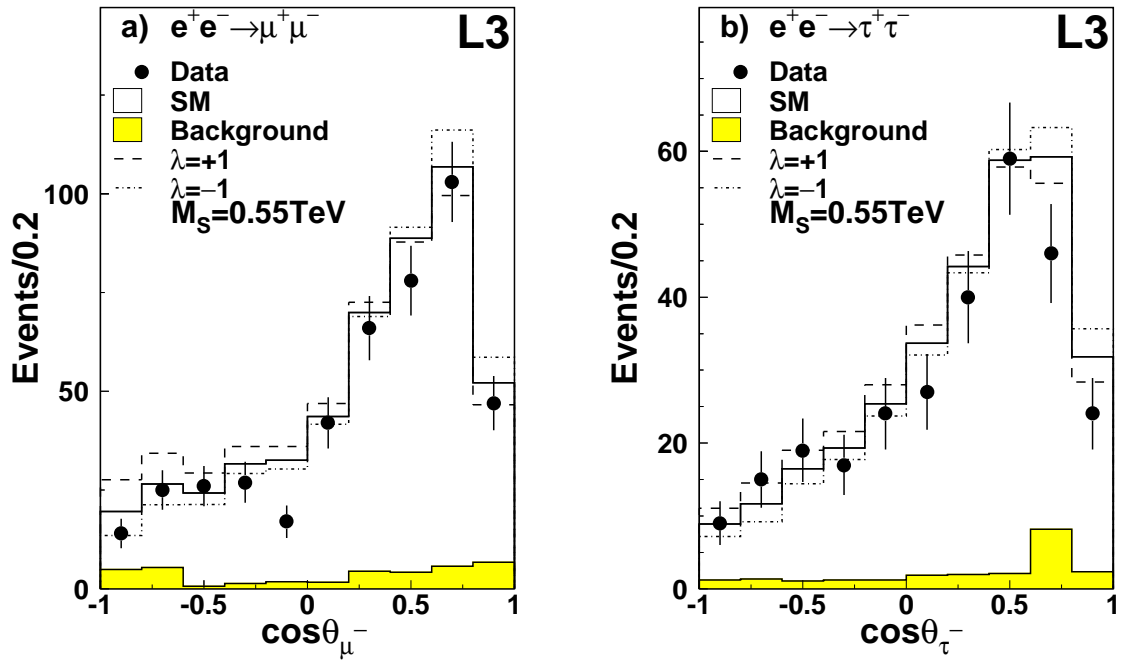 a) e⁺e⁻→μ⁺μ⁻ L3
Data
SM
Background
λ=+1
λ=−1
M_S=0.55TeV
Events/0.2
100
50
0
-1 -0.5 0 0.5 1
cosθ_μ⁻
b) e⁺e⁻→τ⁺τ⁻ L3
Data
SM
Background
λ=+1
λ=−1
M_S=0.55TeV
Events/0.2
60
40
20
0
-1 -0.5 0 0.5 1
cosθ_τ⁻